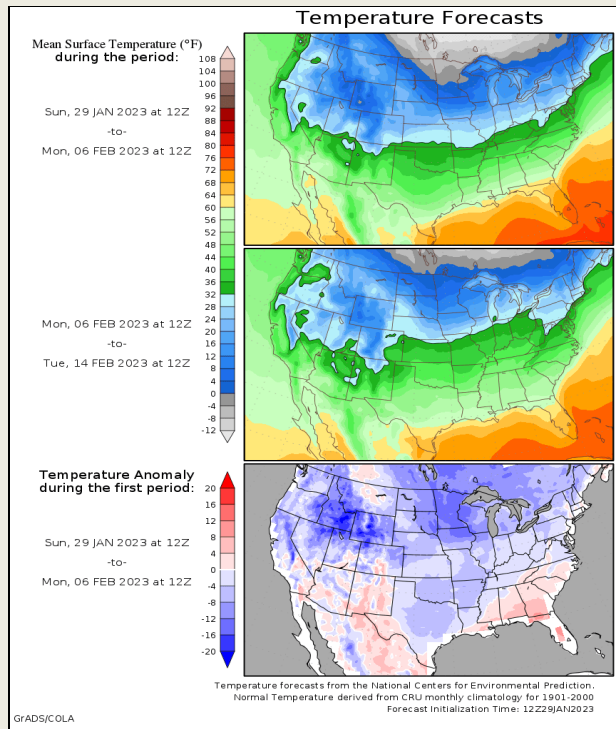 Temperature Forecasts
Mean Surface Temperature (°F)
during the period:
Sun, 29 JAN 2023 at 12Z
-to-
Mon, 06 FEB 2023 at 12Z
108
104
100
96
92
88
84
80
76
72
68
64
60
56
52
48
44
40
36
32
28
24
20
16
12
8
4
0
-4
-8
-12
Mon, 06 FEB 2023 at 12Z
-to-
Tue, 14 FEB 2023 at 12Z
Temperature Anomaly
during the first period:
Sun, 29 JAN 2023 at 12Z
-to-
Mon, 06 FEB 2023 at 12Z
20
16
12
8
4
0
-4
-8
-12
-16
-20
Temperature forecasts from the National Centers for Environmental Prediction.
Normal Temperature derived from CRU monthly climatology for 1901-2000
Forecast Initialization Time: 12Z29JAN2023
GrADS/COLA